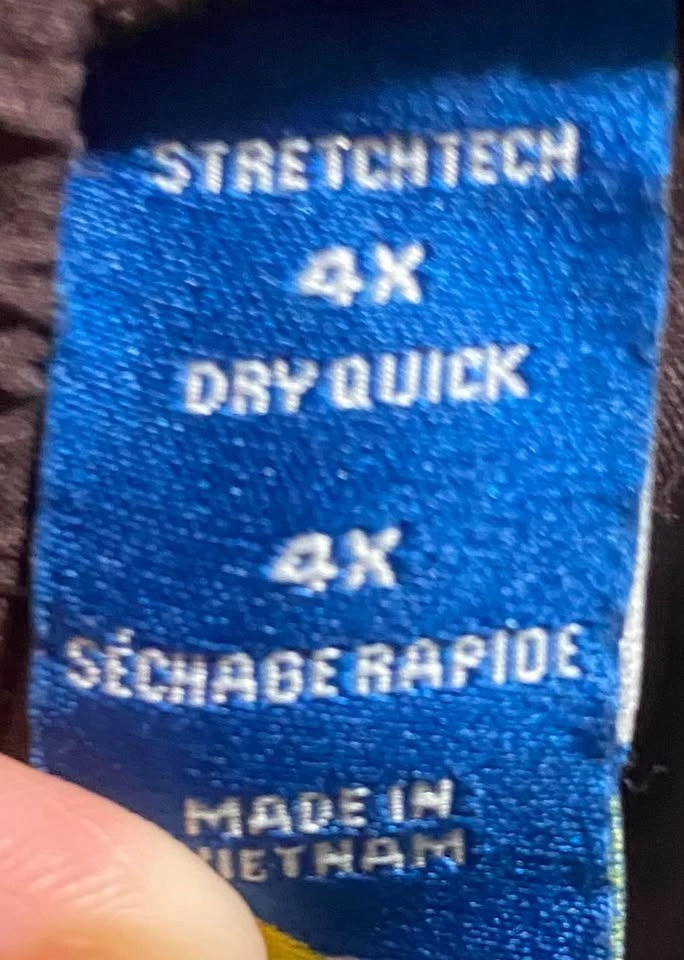 STRETCHTECH
4X
DRY QUICK
4X
SÉCHAGE RAPIDE
MADE IN
VIETNAM